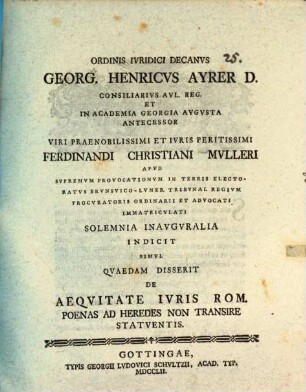 ORDINIS IVRIDICI DECANVS
25.
GEORG. HENRICVS AYRER D.
CONSILIARIVS AVL. REG.
ET
IN ACADEMIA GEORGIA AVGVSTA
ANTECESSOR
VIRI PRAENOBILISSIMI ET IVRIS PERITISSIMI
FERDINANDI CHRISTIANI MVLLERI
APVD
SVPREMVM PROVOCATIONVM IN TERRIS ELECTO-
RATVS BRVNSVICO-LVNEB. TRIBVNAL REGIVM
PROCVRATORIS ORDINARII ET ADVOCATI
IMMATRICVLATI
SOLEMNIA INAVGVRALIA
INDICIT
SIMVL
QVAEDAM DISSERIT
DE
AEQVITATE IVRIS ROM.
POENAS AD HEREDES NON TRANSIRE
STATVENTIS.
GOTTINGAE,
TYPIS GEORGII LVDOVICI SCHVLTZII, ACAD. TYP.
MDCCLII.